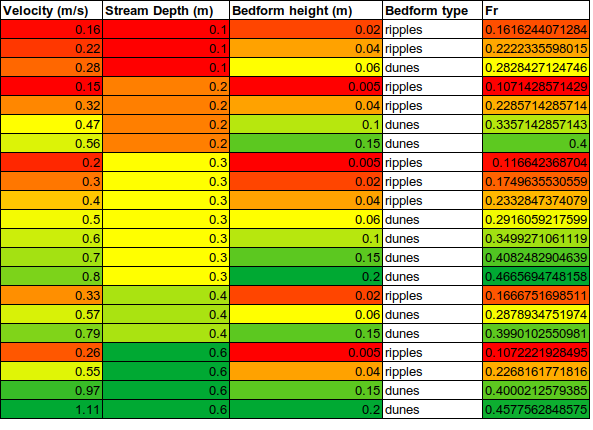 Velocity (m/s) Stream Depth (m) Bedform height (m) Bedform type Fr
0.16 0.1 0.02 ripples 0.1616244071284
0.22 0.1 0.04 ripples 0.2222335598015
0.28 0.1 0.06 dunes 0.2828427124746
0.15 0.2 0.005 ripples 0.1071428571429
0.32 0.2 0.04 ripples 0.2285714285714
0.47 0.2 0.1 dunes 0.3357142857143
0.56 0.2 0.15 dunes 0.4
0.2 0.3 0.005 ripples 0.116642368704
0.3 0.3 0.02 ripples 0.1749635530559
0.4 0.3 0.04 ripples 0.2332847374079
0.5 0.3 0.06 dunes 0.2916059217599
0.6 0.3 0.1 dunes 0.3499271061119
0.7 0.3 0.15 dunes 0.4082482904639
0.8 0.3 0.2 dunes 0.4665694748158
0.33 0.4 0.02 ripples 0.1666751698511
0.57 0.4 0.06 dunes 0.2878934751974
0.79 0.4 0.15 dunes 0.3990102550981
0.26 0.6 0.005 ripples 0.1072221928495
0.55 0.6 0.04 ripples 0.2268161771816
0.97 0.6 0.15 dunes 0.4000212579385
1.11 0.6 0.2 dunes 0.4577562848575